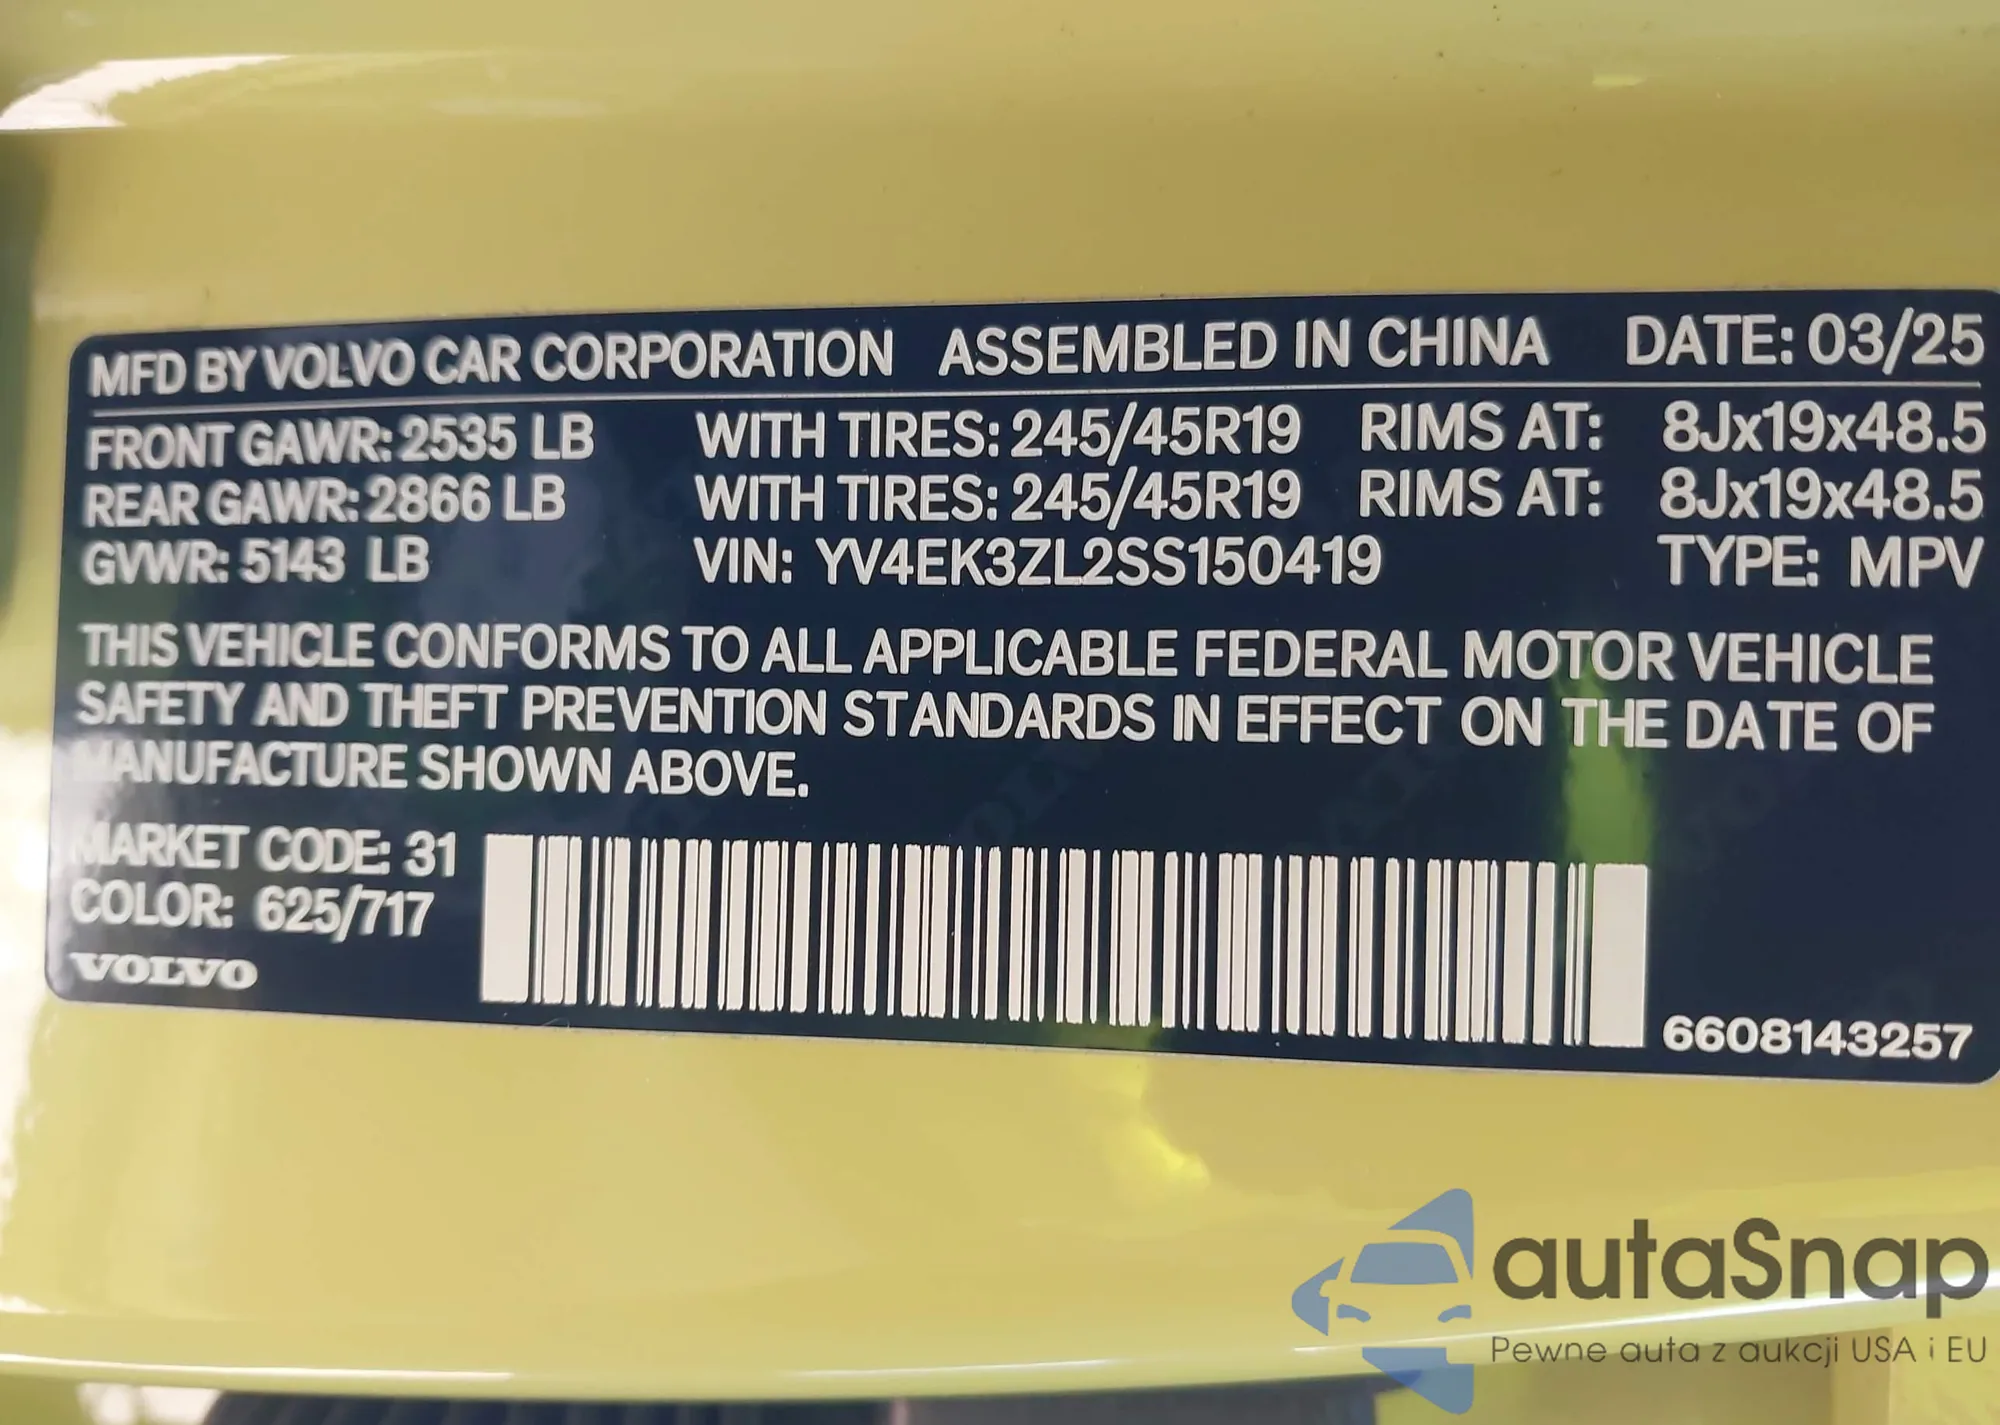 MFD BY VOLVO CAR CORPORATION ASSEMBLED IN CHINA DATE: 03/25
FRONT GAWR: 2535 LB WITH TIRES: 245/45R19 RIMS AT: 8Jx19x48.5
REAR GAWR: 2866 LB WITH TIRES: 245/45R19 RIMS AT: 8Jx19x48.5
GVWR: 5143 LB VIN: YV4EK3ZL2SS150419 TYPE: MPV
THIS VEHICLE CONFORMS TO ALL APPLICABLE FEDERAL MOTOR VEHICLE
SAFETY AND THEFT PREVENTION STANDARDS IN EFFECT ON THE DATE OF
MANUFACTURE SHOWN ABOVE.
MARKET CODE: 31
COLOR: 625/717
VOLVO
6608143257
autaSnap
Pewne auta z aukcji USA i EU